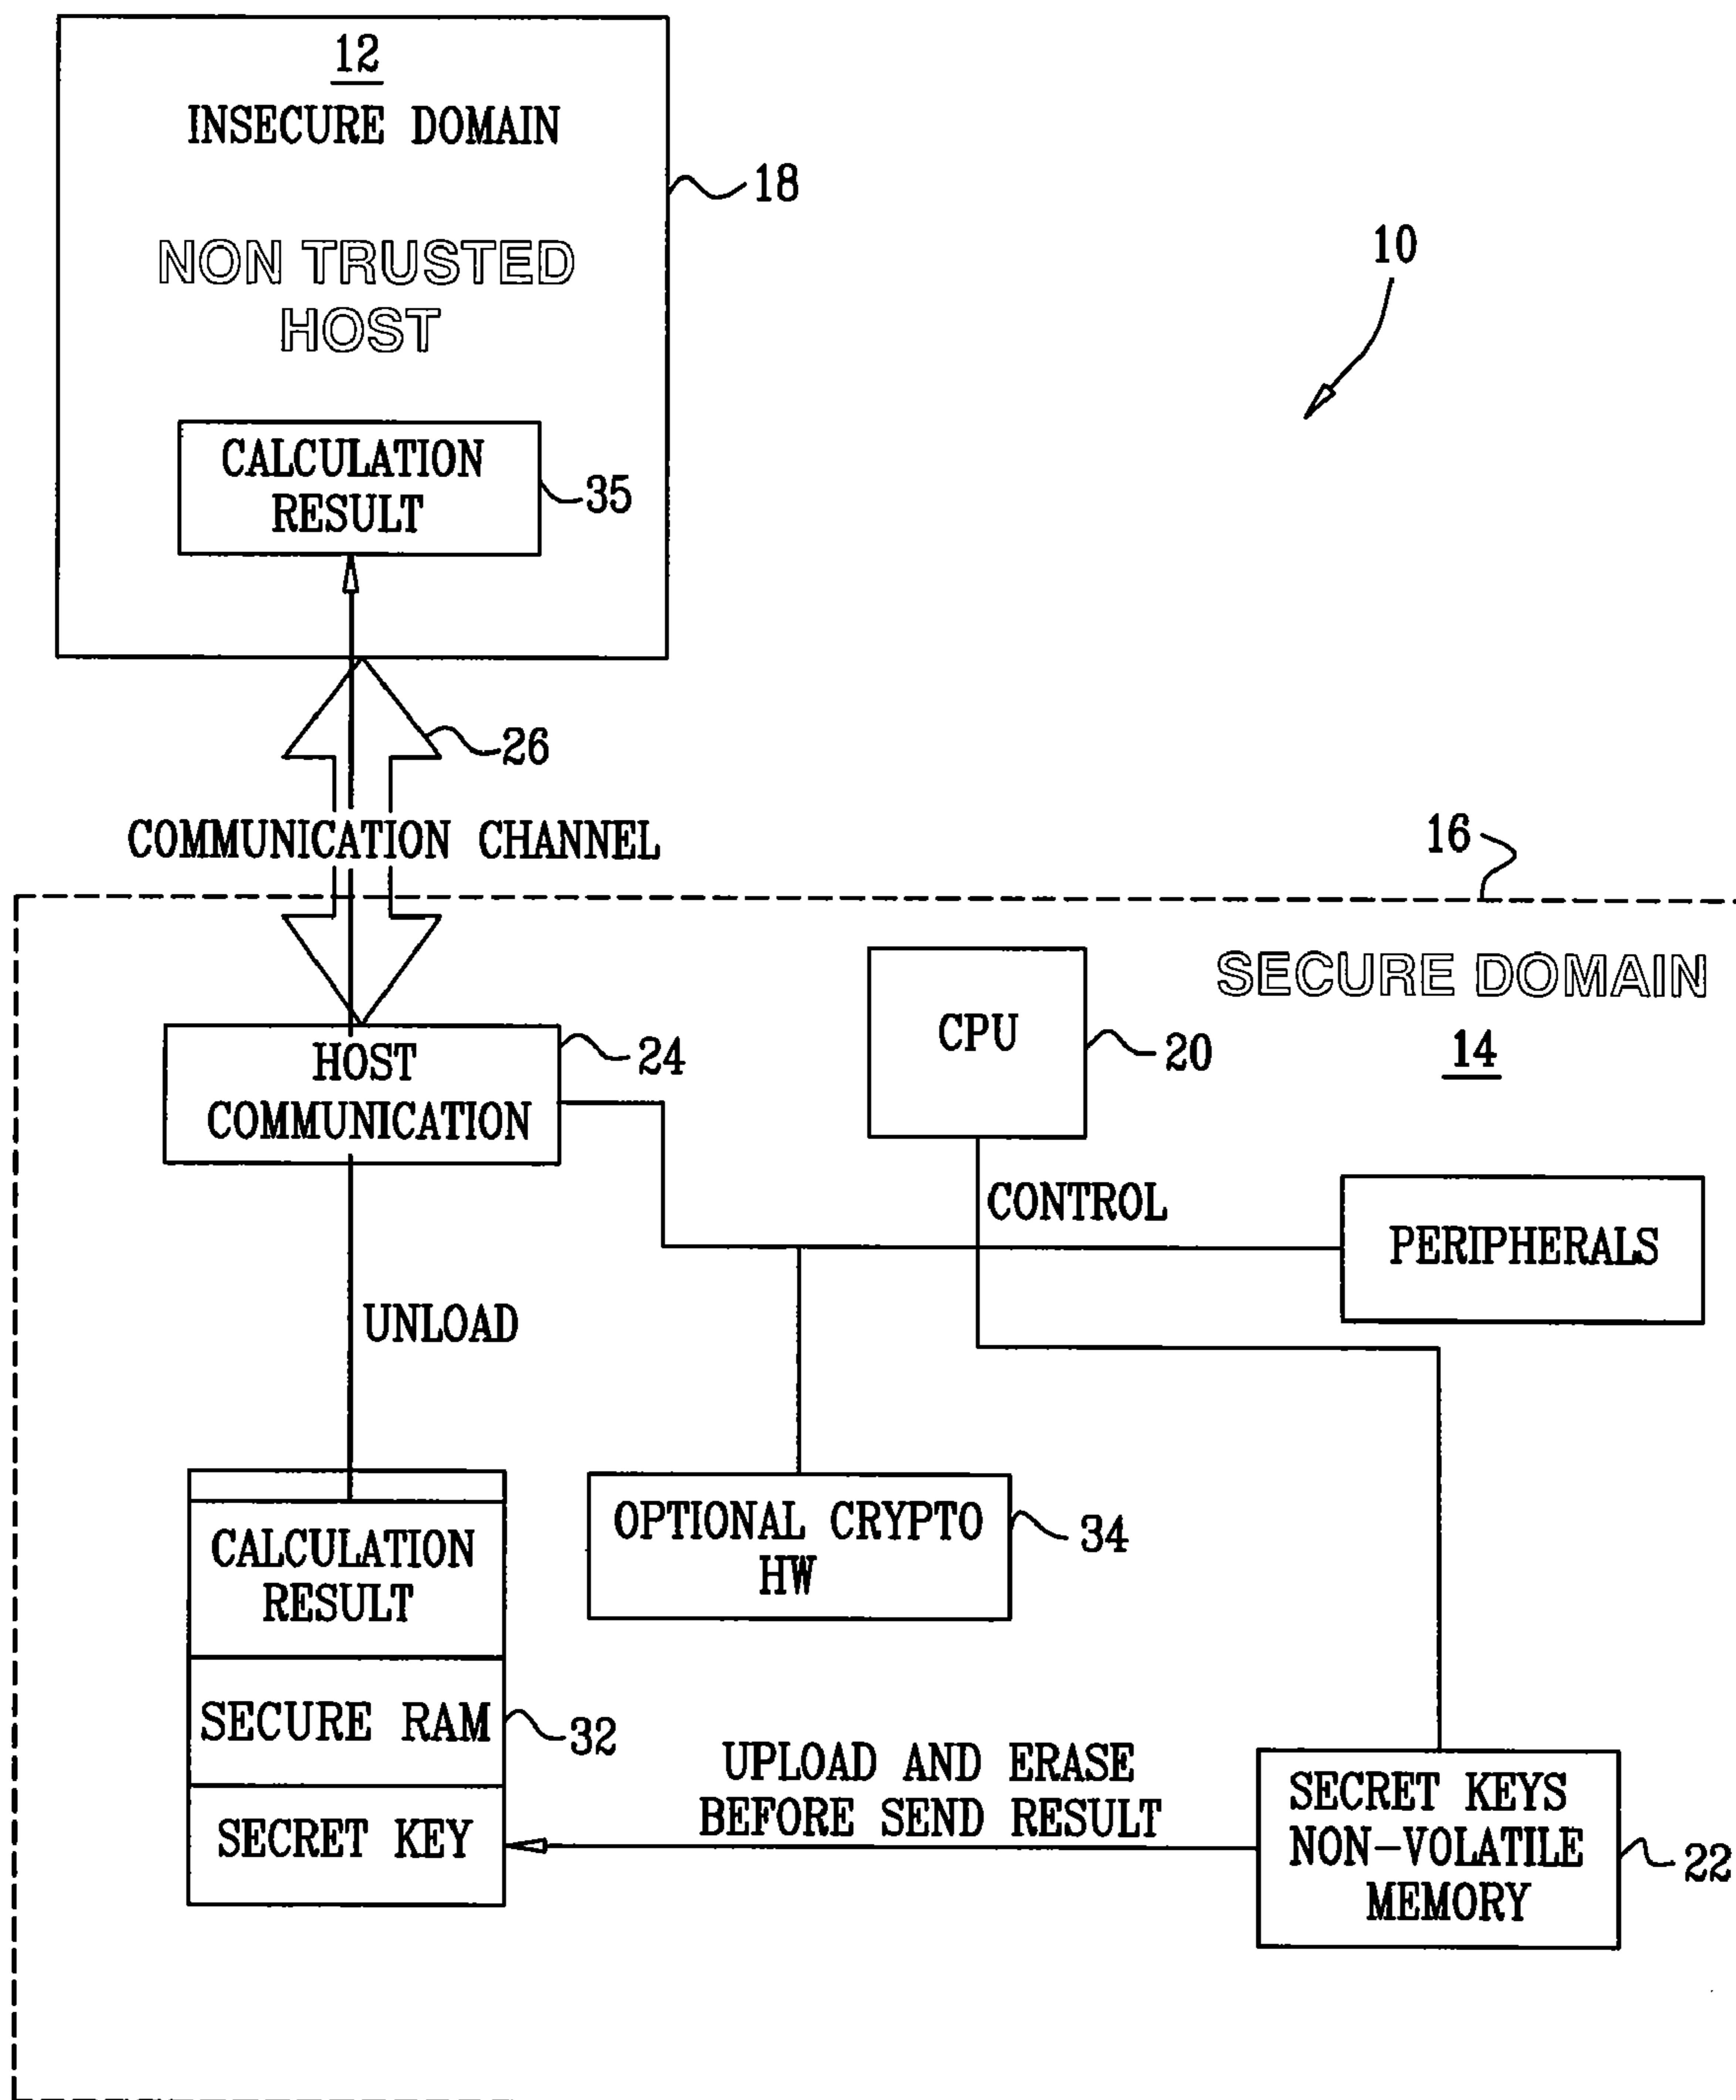 12
INSECURE DOMAIN
18
NON TRUSTED
HOST
10
CALCULATION
RESULT
35
26
COMMUNICATION CHANNEL
16
SECURE DOMAIN
14
CPU
20
HOST
COMMUNICATION
24
CONTROL
PERIPHERALS
UNLOAD
CALCULATION
RESULT
OPTIONAL CRYPTO
HW
34
SECURE RAM
32
SECRET KEY
UPLOAD AND ERASE
BEFORE SEND RESULT
SECRET KEYS
NON-VOLATILE
MEMORY
22